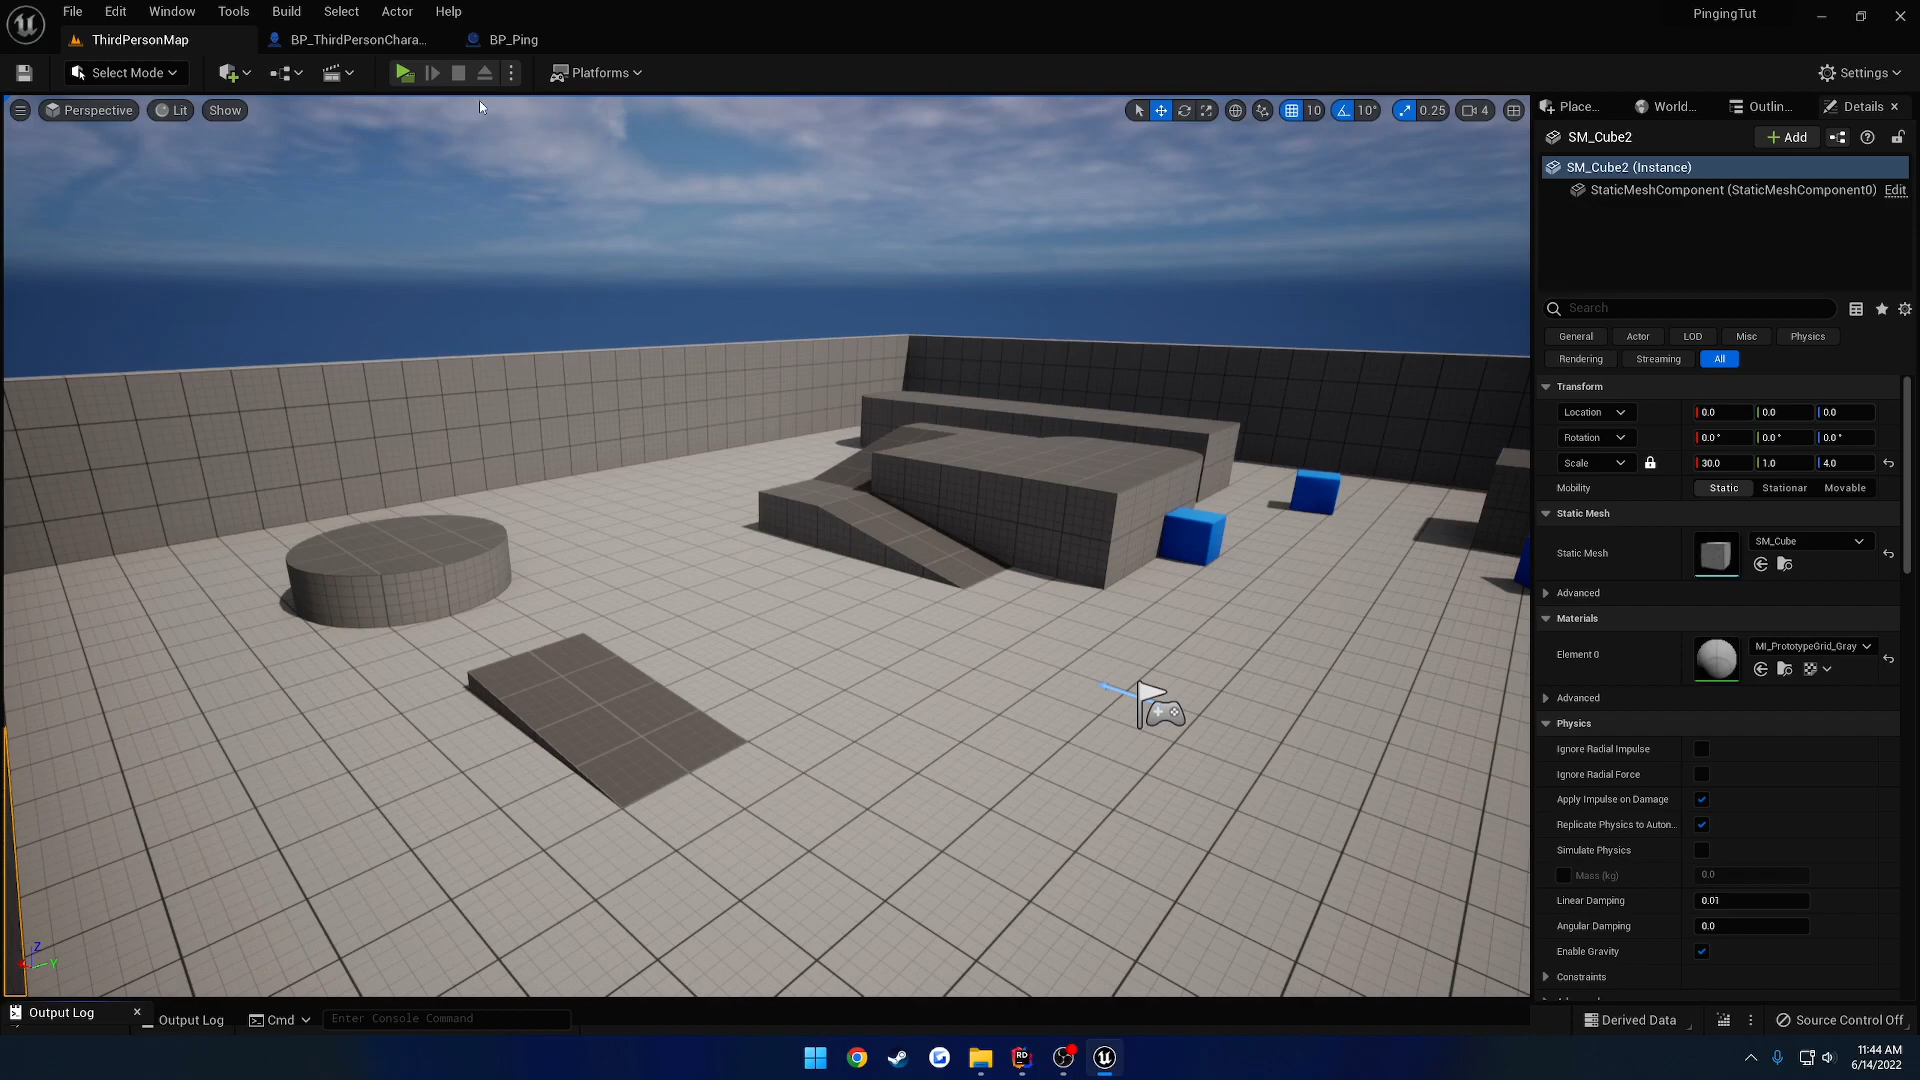 File Edit Window Tools Build Select Actor Help
PingingTut
ThirdPersonMap
BP_ThirdPersonChara...
BP_Ping
Select Mode
Platforms
Settings
Perspective
Lit
Show
10
10°
0.25
4
Place...
World...
Outlin...
Details
SM_Cube2
Add
SM_Cube2 (Instance)
StaticMeshComponent (StaticMeshComponent0) Edit
Search
General Actor LOD Misc Physics
Rendering Streaming All
Transform
Location 0.0 0.0 0.0
Rotation 0.0° 0.0° 0.0°
Scale 30.0 1.0 4.0
Mobility Static Stationar Movable
Static Mesh
Static Mesh SM_Cube
Advanced
Materials
Element 0 MI_PrototypeGrid_Gray
Advanced
Physics
Ignore Radial Impulse
Ignore Radial Force
Apply Impulse on Damage
Replicate Physics to Auton...
Simulate Physics
Mass (kg) 0.0
Linear Damping 0.01
Angular Damping 0.0
Enable Gravity
Constraints
Z
Y
Output Log
Output Log
Cmd
Enter Console Command
Derived Data
Source Control Off
RD
11:44 AM
6/14/2022